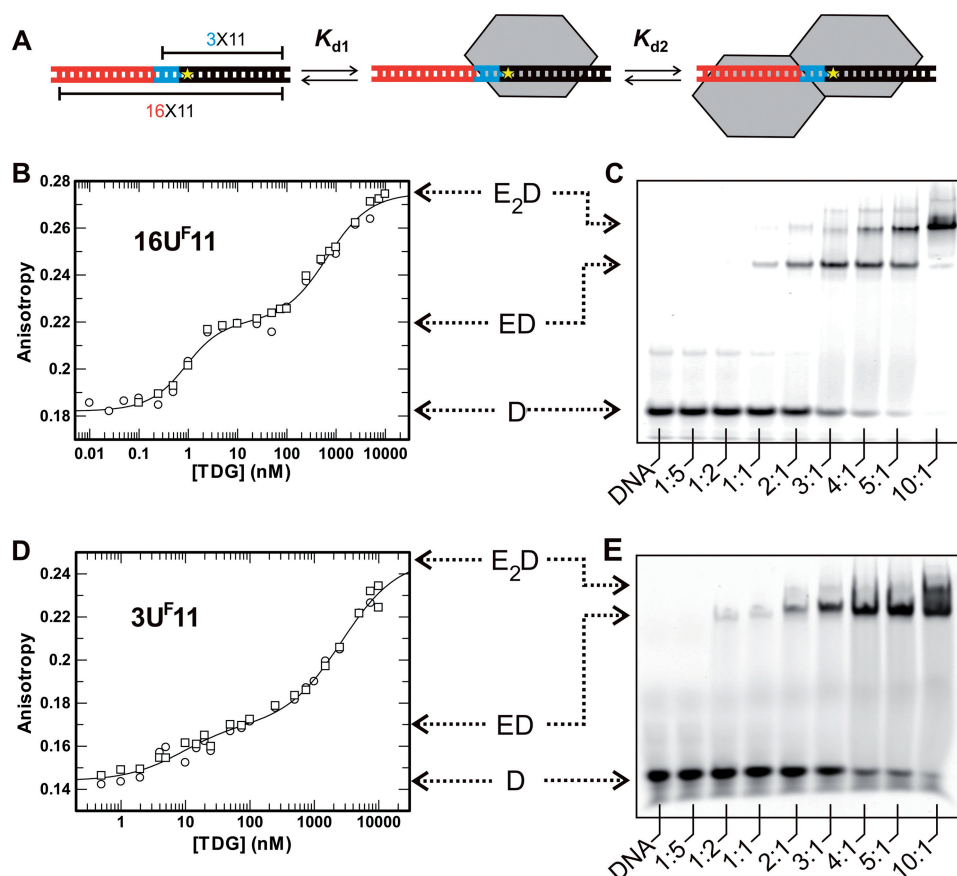 A
3X11
16X11
Kd1
Kd2
B
0.28
0.26
0.24
0.22
0.20
0.18
Anisotropy
16UF11
0.01 0.1 1 10 100 1000 10000
[TDG] (nM)
E2D
ED
D
C
DNA 1:5 1:2 1:1 2:1 3:1 4:1 5:1 10:1
D
0.24
0.22
0.20
0.18
0.16
0.14
Anisotropy
3UF11
1 10 100 1000 10000
[TDG] (nM)
E2D
ED
D
E
DNA 1:5 1:2 1:1 2:1 3:1 4:1 5:1 10:1